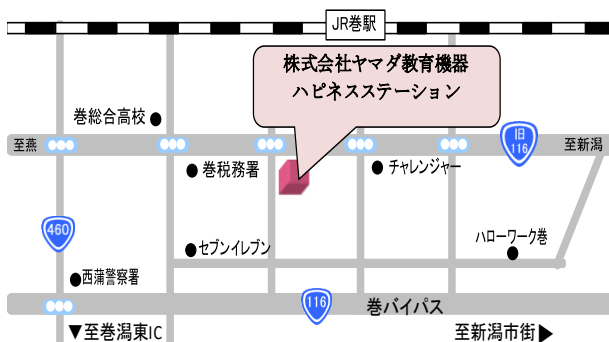 JR巻駅
株式会社ヤマダ教育機器
ハピネスステーション
巻総合高校
旧
116
至燕
至新潟
巻税務署
チャレンジャー
460
セブンイレブン
ハローワーク巻
西蒲警察署
116
巻バイパス
▼至巻潟東IC
至新潟市街▶